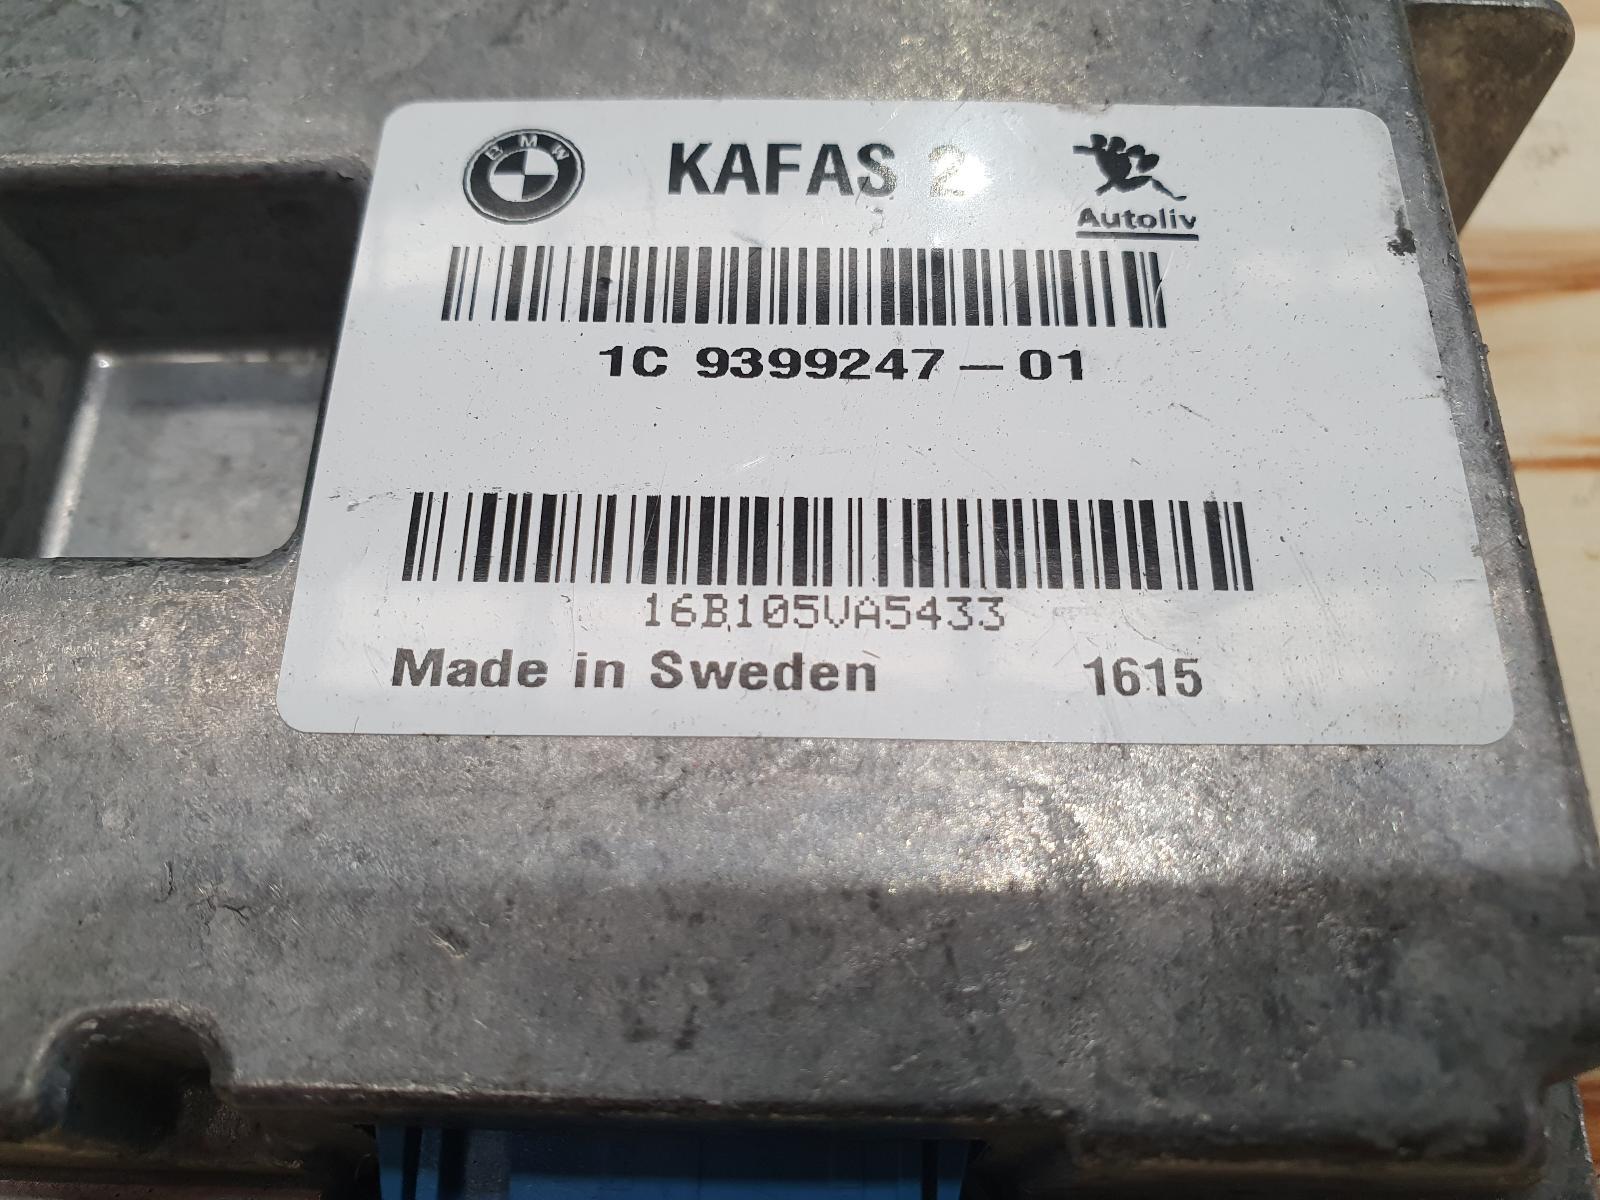 BMW KAFAS 2 Autoliv
1C 9399247-01
16B105VA5433
Made in Sweden 1615